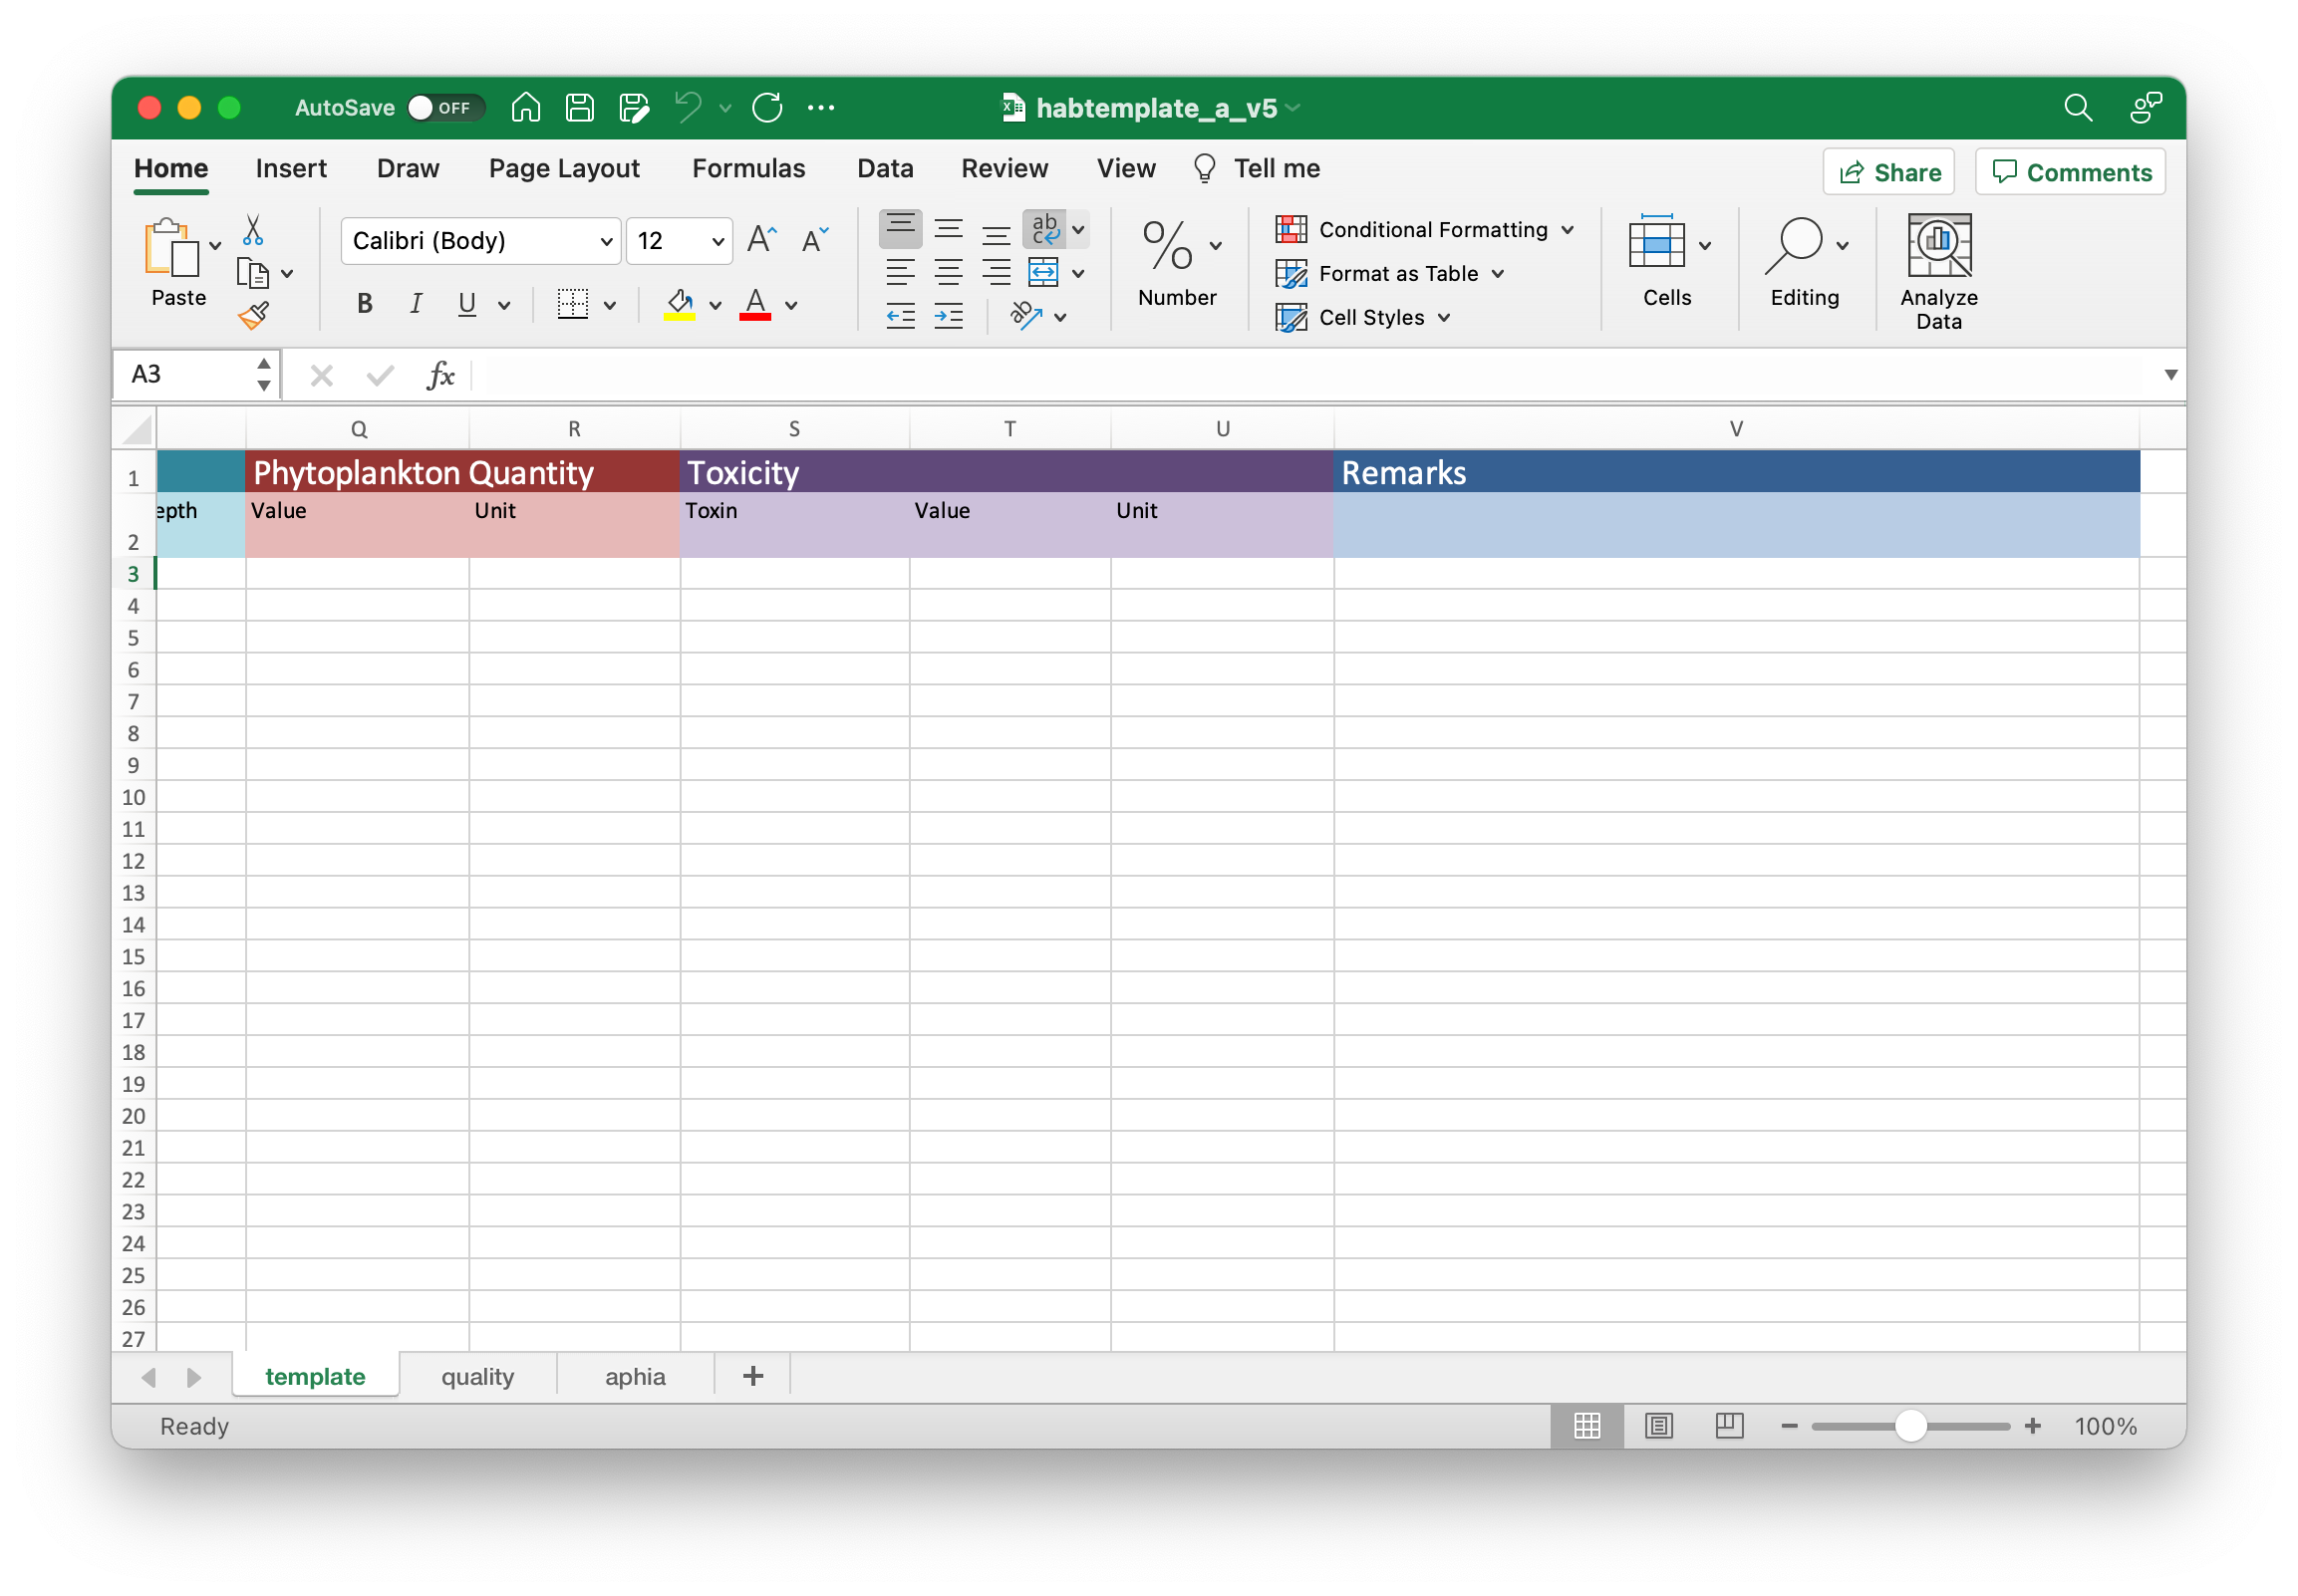 AutoSave OFF habtemplate_a_v5
Home Insert Draw Page Layout Formulas Data Review View Tell me Share Comments
Paste Calibri (Body) 12 A A
B I U A ab c ab
% Number
Conditional Formatting
Format as Table
Cell Styles
Cells Editing Analyze
Data
A3 fx
Q R S T U V
1 Phytoplankton Quantity Toxicity Remarks
2 epth Value Unit Toxin Value Unit
3
4
5
6
7
8
9
10
11
12
13
14
15
16
17
18
19
20
21
22
23
24
25
26
27
template quality aphia +
Ready 100%